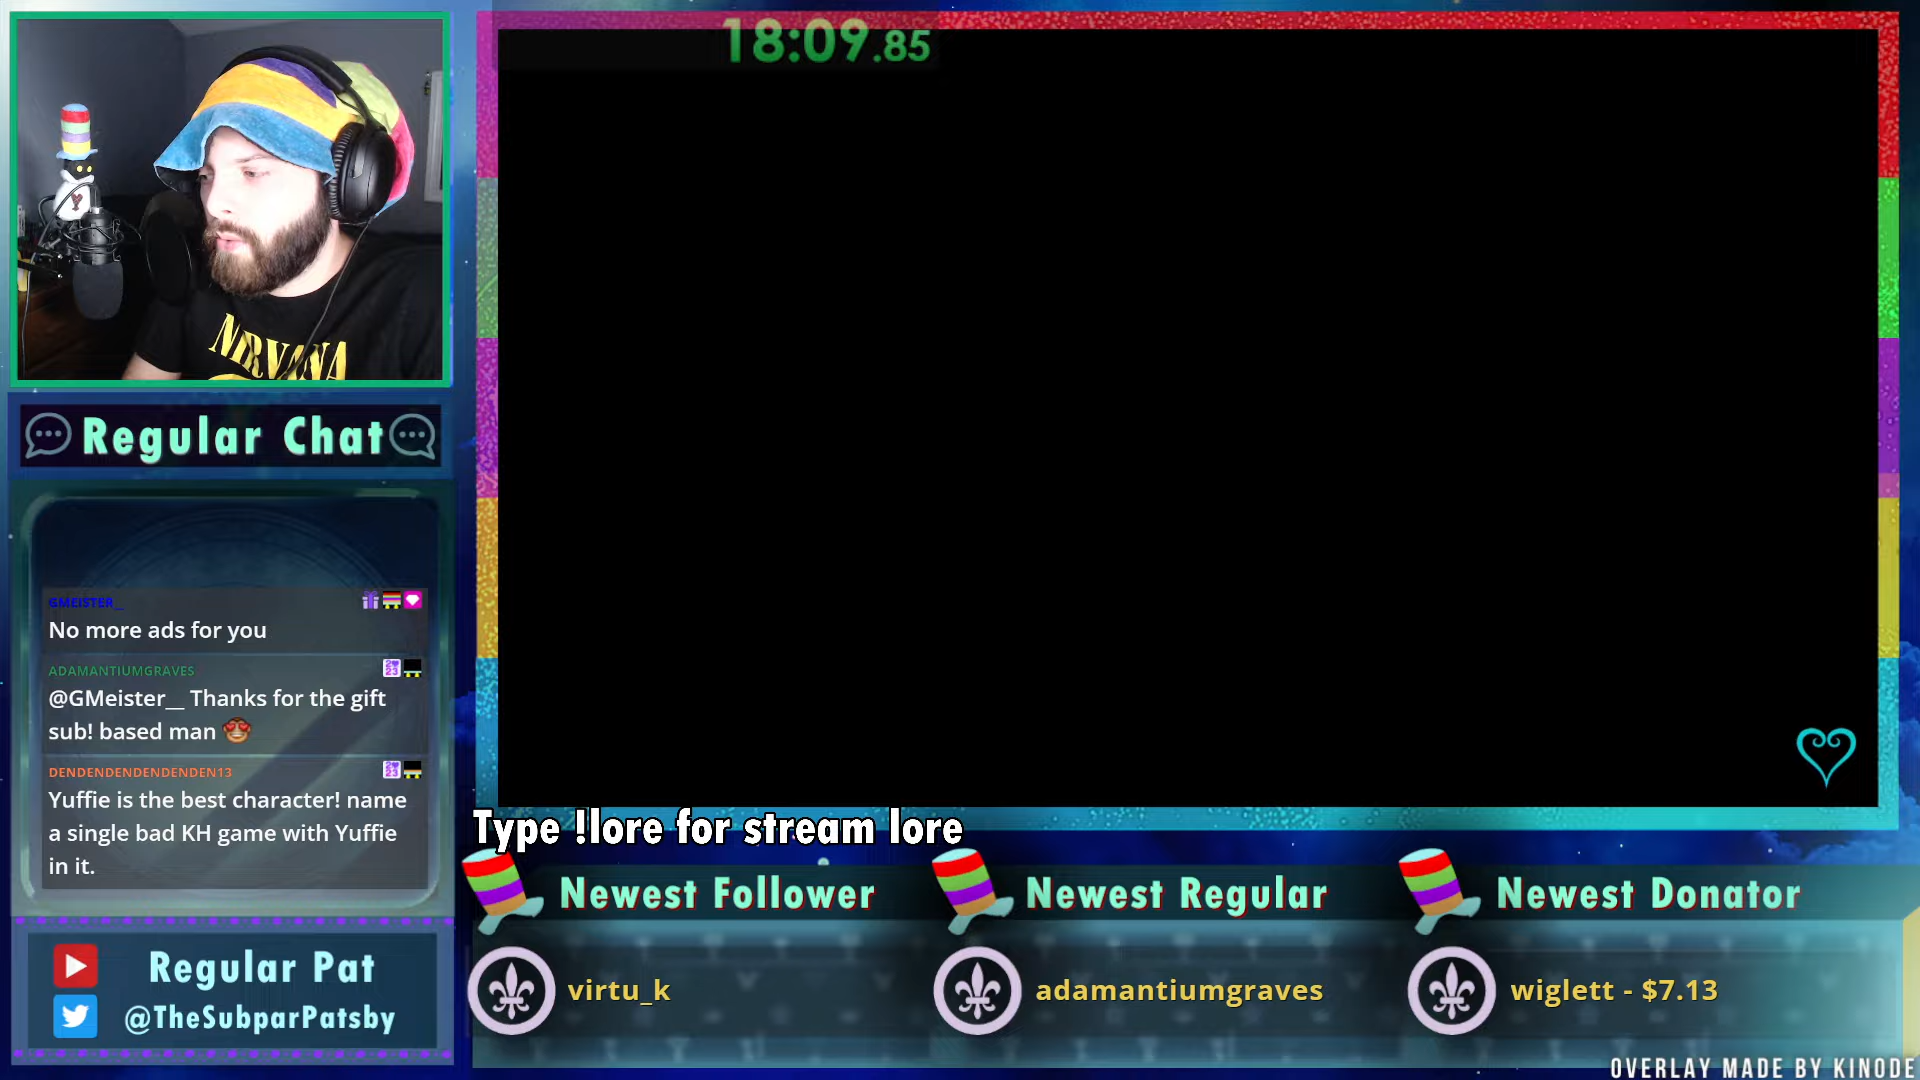 18:09.85
NIRVANA
Regular Chat
GMEISTER__
No more ads for you
ADAMANTIUMGRAVES
@GMeister__ Thanks for the gift
sub! based man
DENDENDENDENDENDEN13
Yuffie is the best character! name
a single bad KH game with Yuffie
in it.
Regular Pat
@TheSubparPatsby
Type !lore for stream lore
Newest Follower
virtu_k
Newest Regular
adamantiumgraves
Newest Donator
wiglett - $7.13
OVERLAY MADE BY KINODE